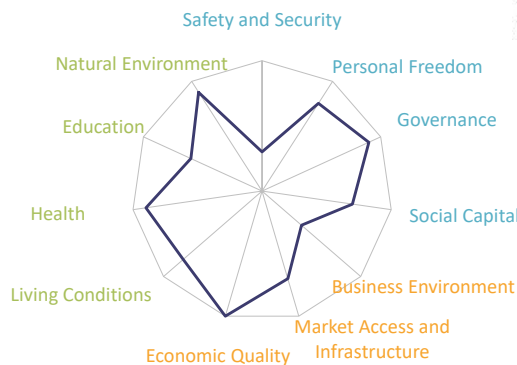 Safety and Security
Natural Environment
Personal Freedom
Education
Governance
Health
Social Capital
Living Conditions
Business Environment
Market Access and
Infrastructure
Economic Quality